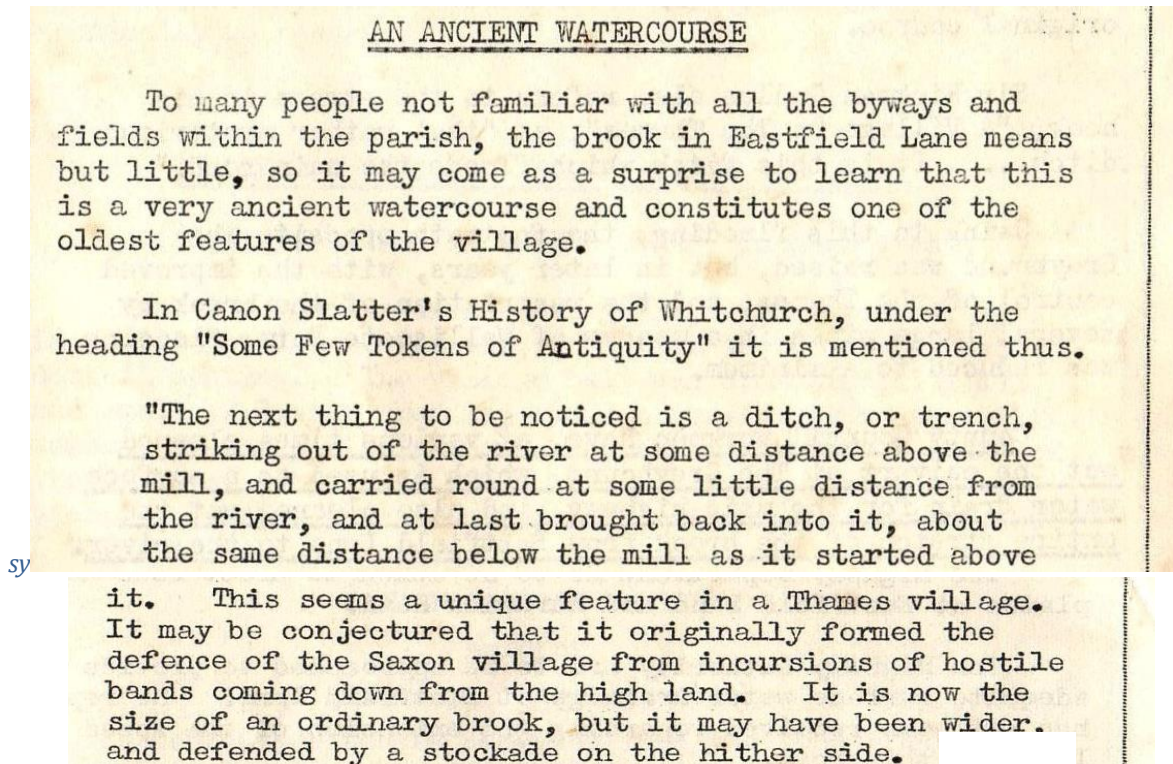 AN ANCIENT WATERCOURSE
To many people not familiar with all the byways and
fields within the parish, the brook in Eastfield Lane means
but little, so it may come as a surprise to learn that this
is a very ancient watercourse and constitutes one of the
oldest features of the village.
In Canon Slatter's History of Whitchurch, under the
heading "Some Few Tokens of Antiquity" it is mentioned thus.
"The next thing to be noticed is a ditch, or trench,
striking out of the river at some distance above the
mill, and carried round at some little distance from
the river, and at last brought back into it, about
the same distance below the mill as it started above
sy
it. This seems a unique feature in a Thames village.
It may be conjectured that it originally formed the
defence of the Saxon village from incursions of hostile
bands coming down from the high land. It is now the
size of an ordinary brook, but it may have been wider,
and defended by a stockade on the hither side.